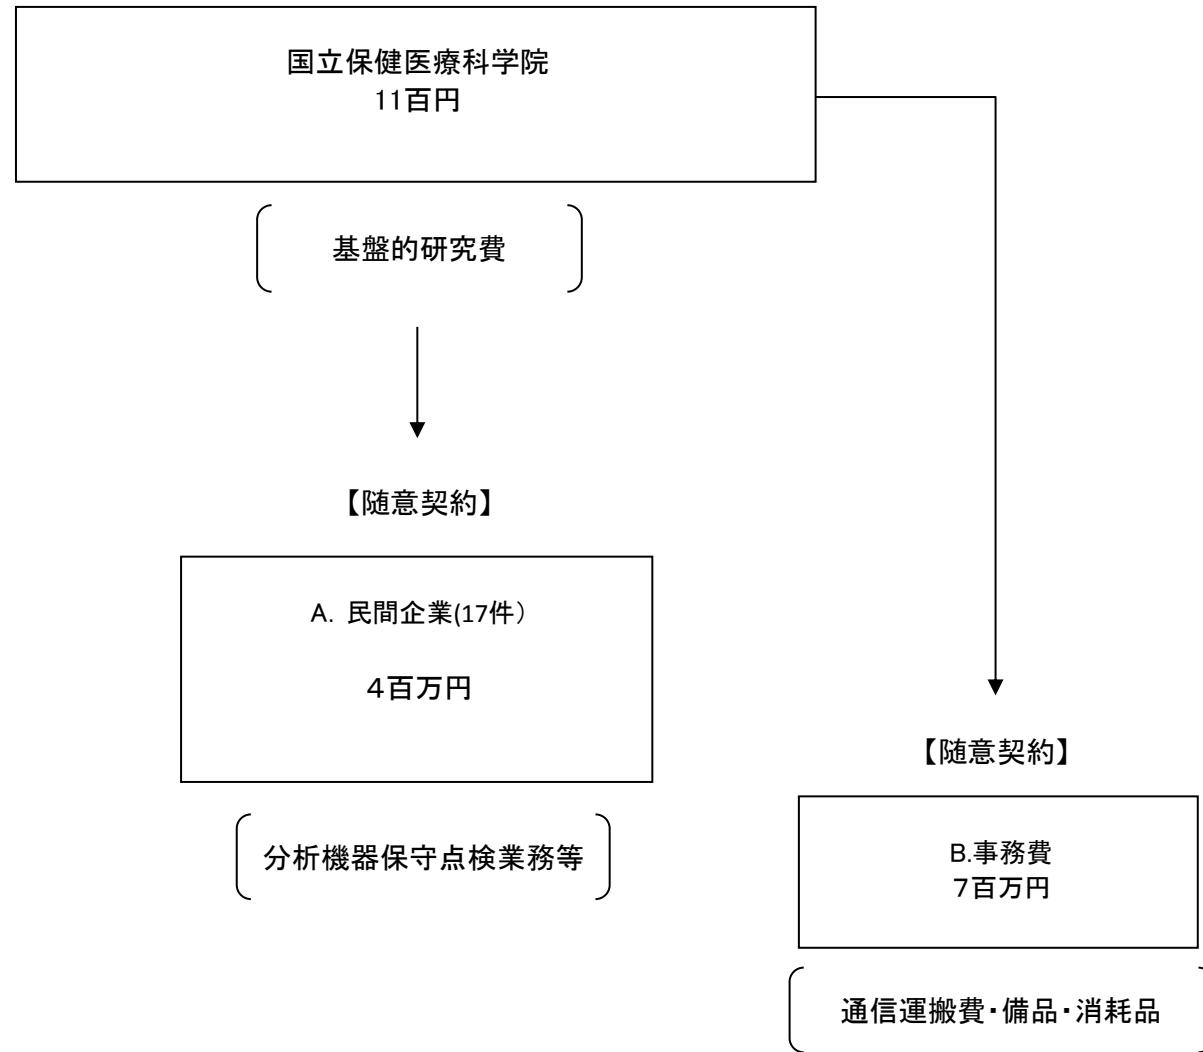 国立保健医療科学院
11百円
基盤的研究費
【随意契約】
A. 民間企業(17件）
４百万円
分析機器保守点検業務等
【随意契約】
B.事務費
７百万円
通信運搬費・備品・消耗品